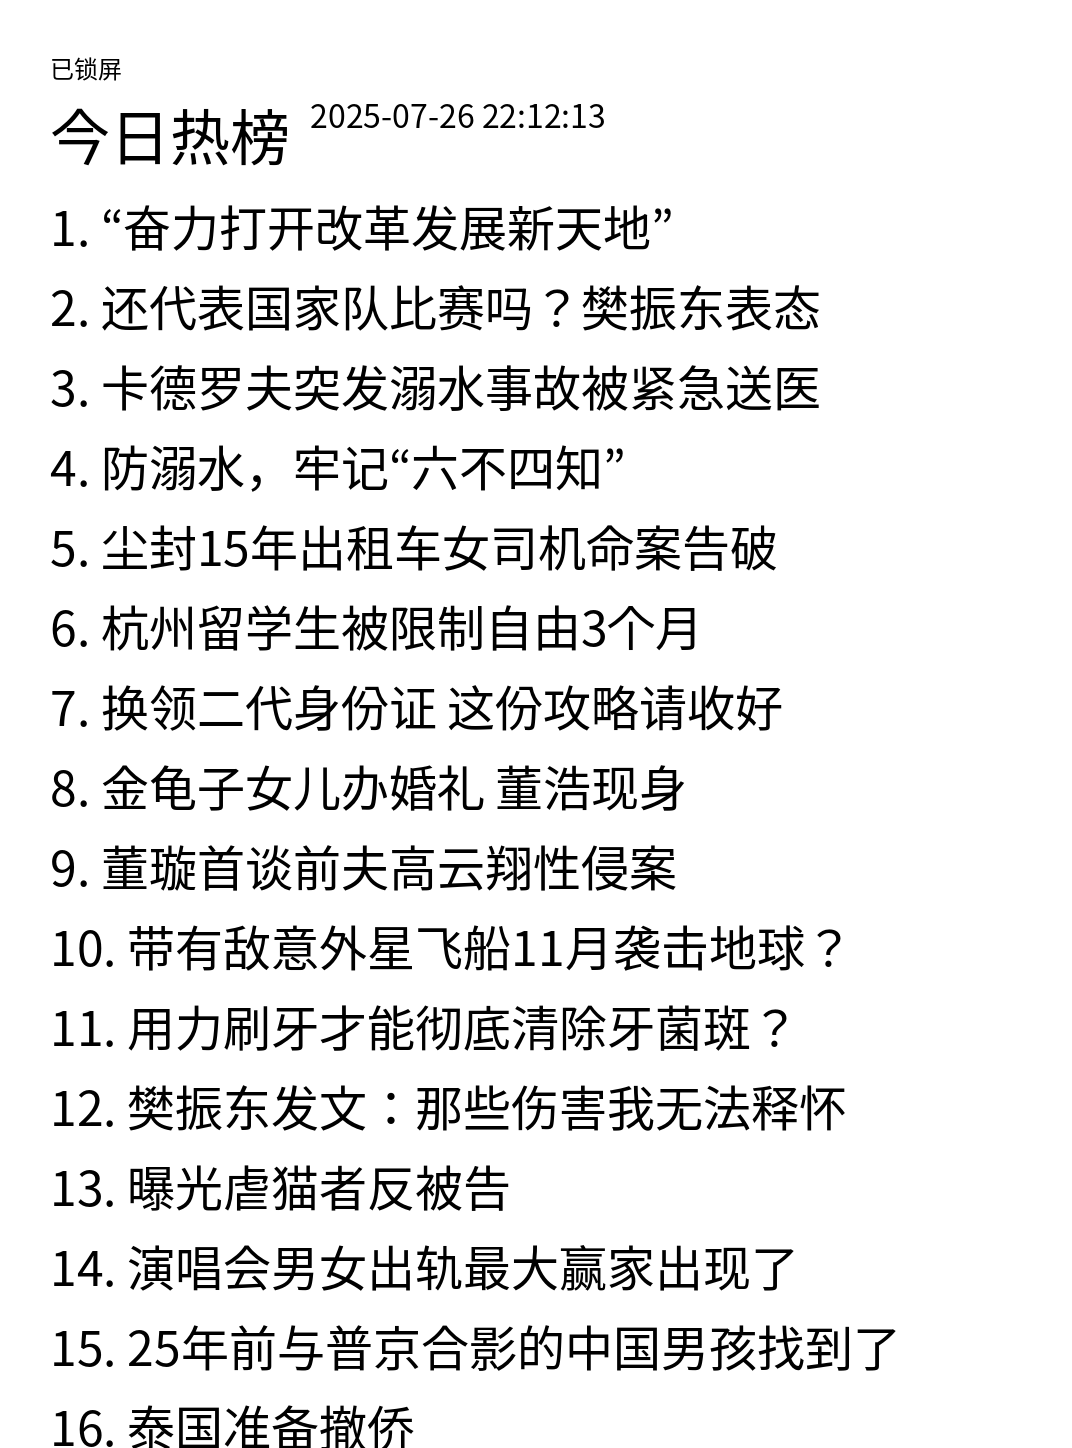 已锁屏
今日热榜 2025-07-26 22:12:13
1. “奋力打开改革发展新天地”
2. 还代表国家队比赛吗？樊振东表态
3. 卡德罗夫突发溺水事故被紧急送医
4. 防溺水，牢记“六不四知”
5. 尘封15年出租车女司机命案告破
6. 杭州留学生被限制自由3个月
7. 换领二代身份证 这份攻略请收好
8. 金龟子女儿办婚礼 董浩现身
9. 董璇首谈前夫高云翔性侵案
10. 带有敌意外星飞船11月袭击地球？
11. 用力刷牙才能彻底清除牙菌斑？
12. 樊振东发文：那些伤害我无法释怀
13. 曝光虐猫者反被告
14. 演唱会男女出轨最大赢家出现了
15. 25年前与普京合影的中国男孩找到了
16. 泰国准备撤侨